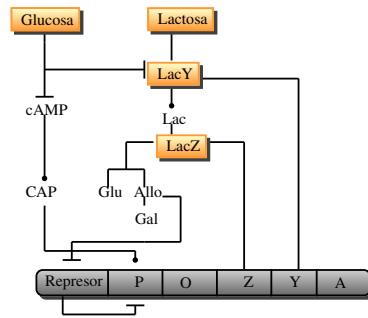 Glucosa Lactosa
LacY
cAMP
Lac
LacZ
CAP Glu Allo
Gal
Represor P O Z Y A